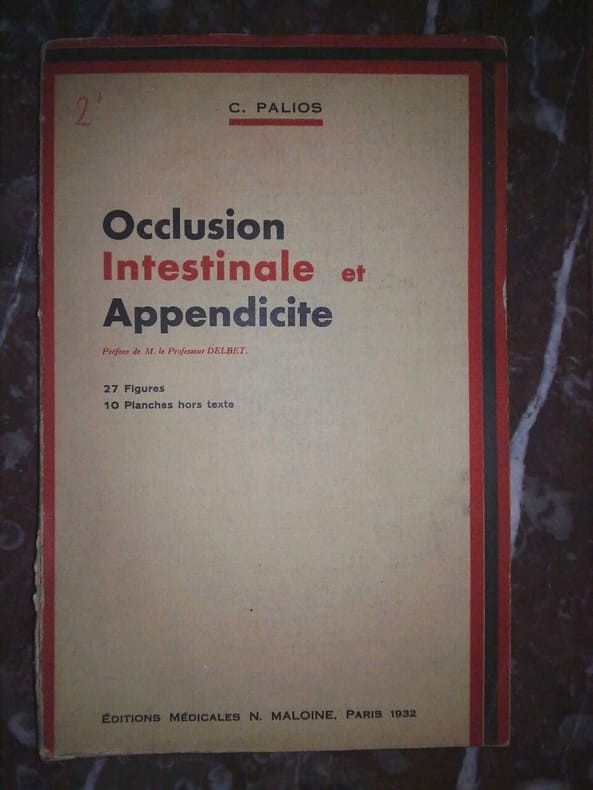 2
C. PALIOS
Occlusion
Intestinale et
Appendicite
Préface de M. le Professeur DELBET.
27 Figures
10 Planches hors texte
ÉDITIONS MÉDICALES N. MALOINE, PARIS 1932